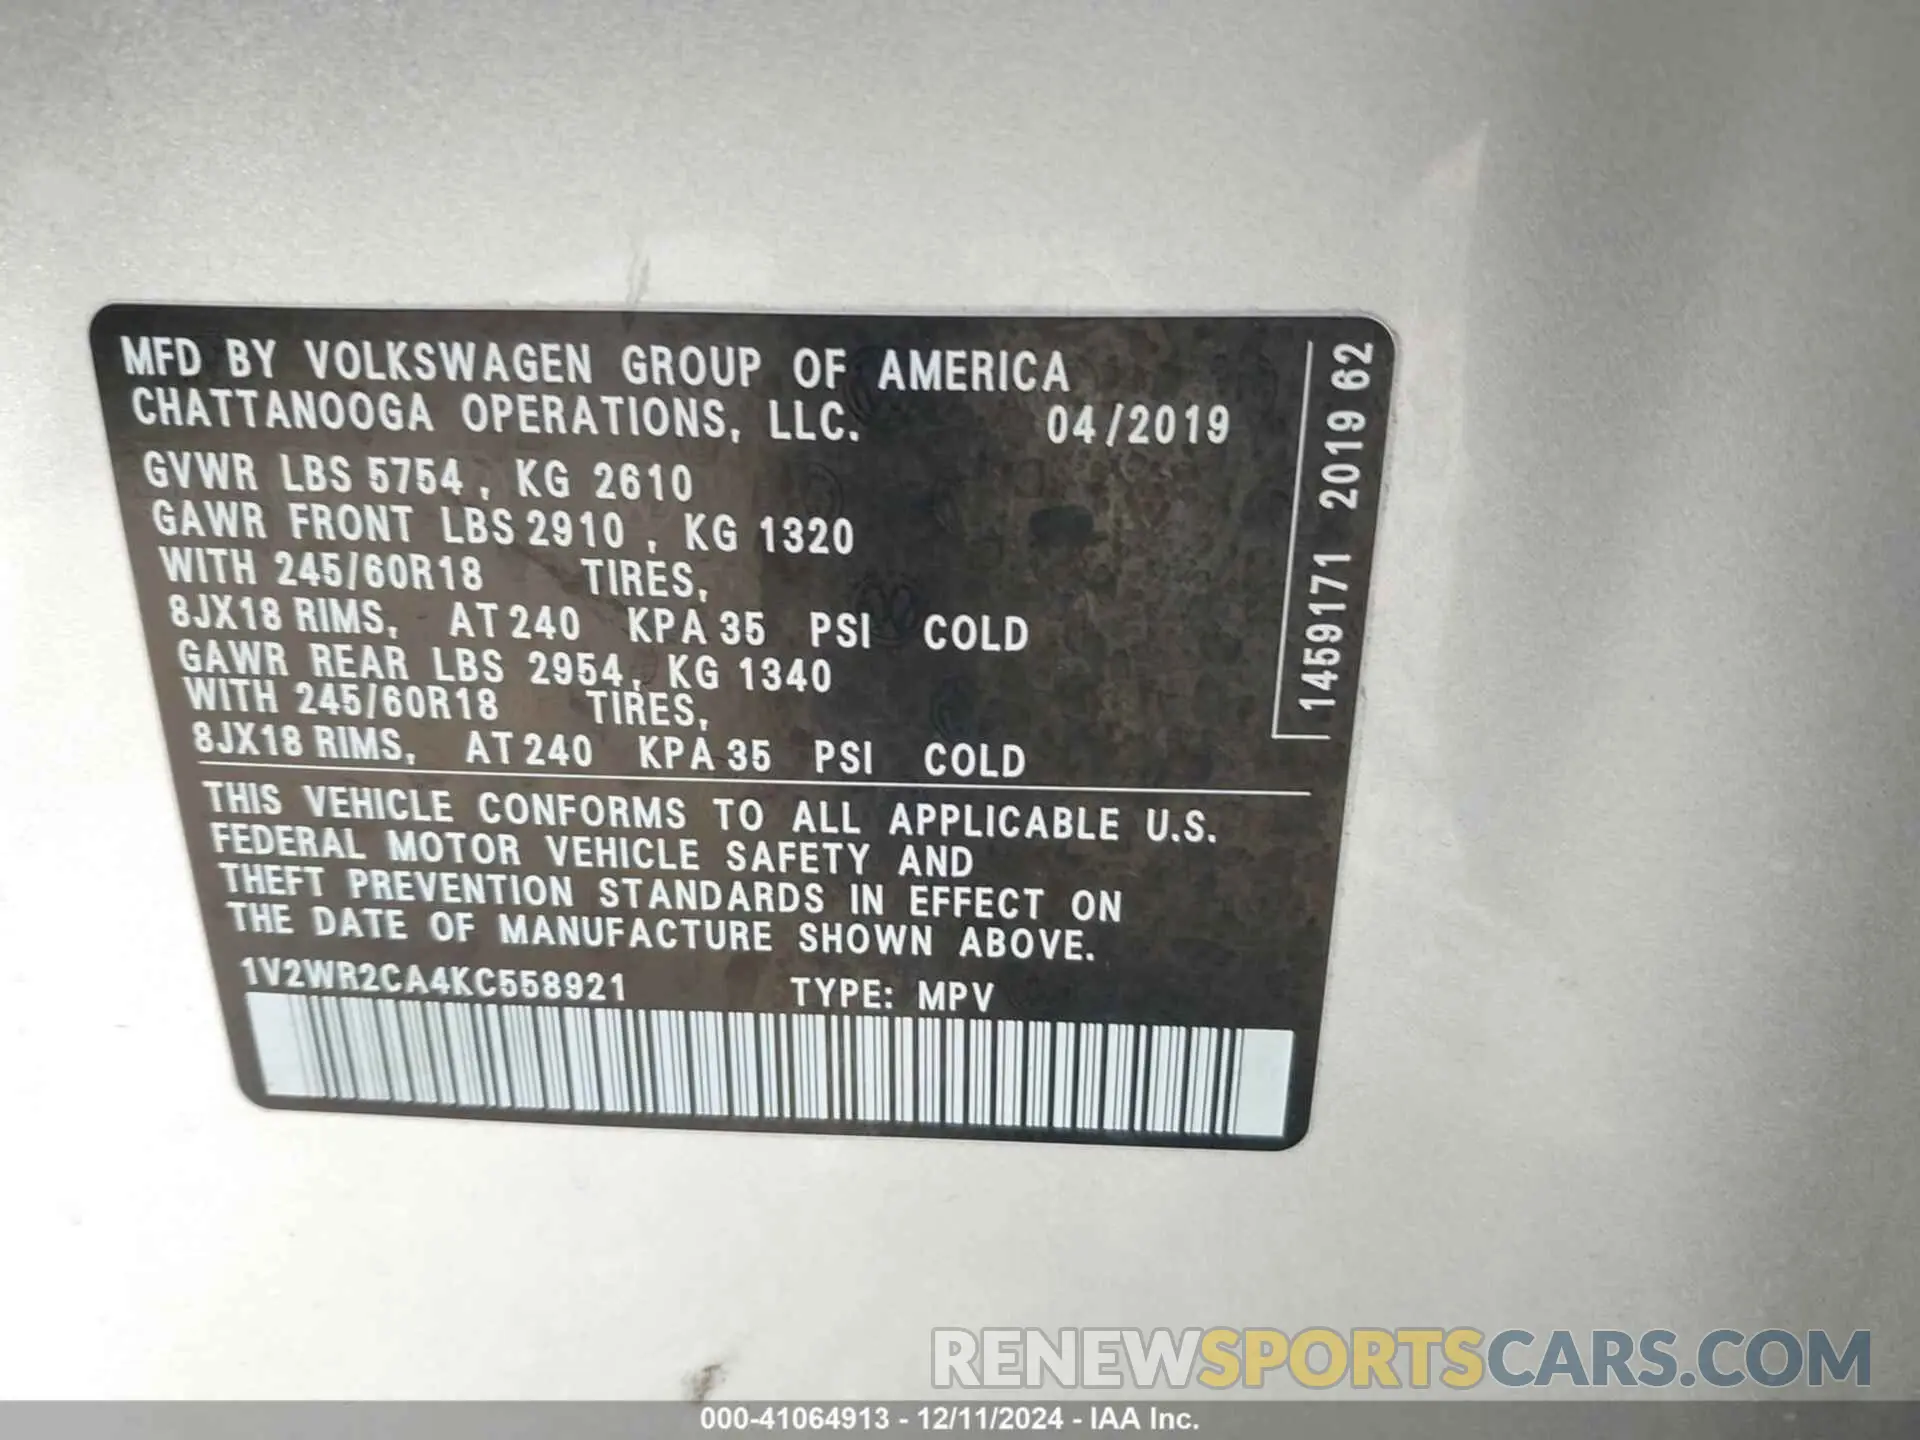 MFD BY VOLKSWAGEN GROUP OF AMERICA
CHATTANOOGA OPERATIONS, LLC. 04/2019
GVWR LBS 5754, KG 2610
GAWR FRONT LBS 2910, KG 1320
WITH 245/60R18 TIRES,
8JX18 RIMS, AT 240 KPA 35 PSI COLD
GAWR REAR LBS 2954, KG 1340
WITH 245/60R18 TIRES,
8JX18 RIMS, AT 240 KPA 35 PSI COLD
THIS VEHICLE CONFORMS TO ALL APPLICABLE U.S.
FEDERAL MOTOR VEHICLE SAFETY AND
THEFT PREVENTION STANDARDS IN EFFECT ON
THE DATE OF MANUFACTURE SHOWN ABOVE.
1V2WR2CA4KC558921 TYPE: MPV
1459171 2019 62
RENEWSPORTSCARS.COM
000-41064913 - 12/11/2024 - IAA Inc.